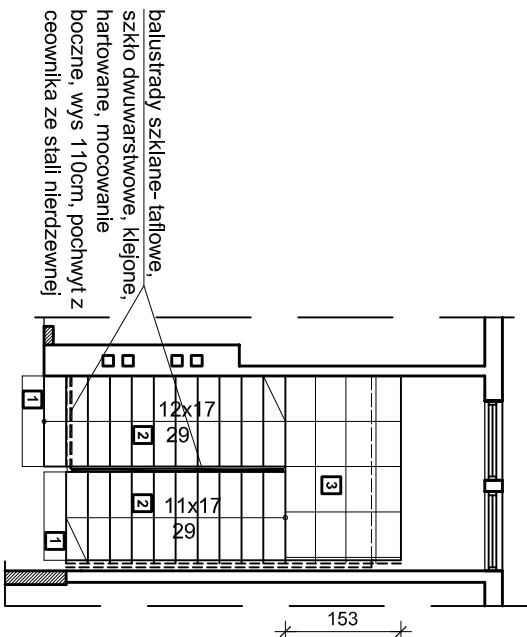 balustrady szklane- taflowe,
szkło dwuwarstwowe, klejone,
hartowane, mocowanie
boczne, wys 110cm, pochwyt z
ceownika ze stali nierdzewnej
1
12x17
29
2
3
2
11x17
29
1
153